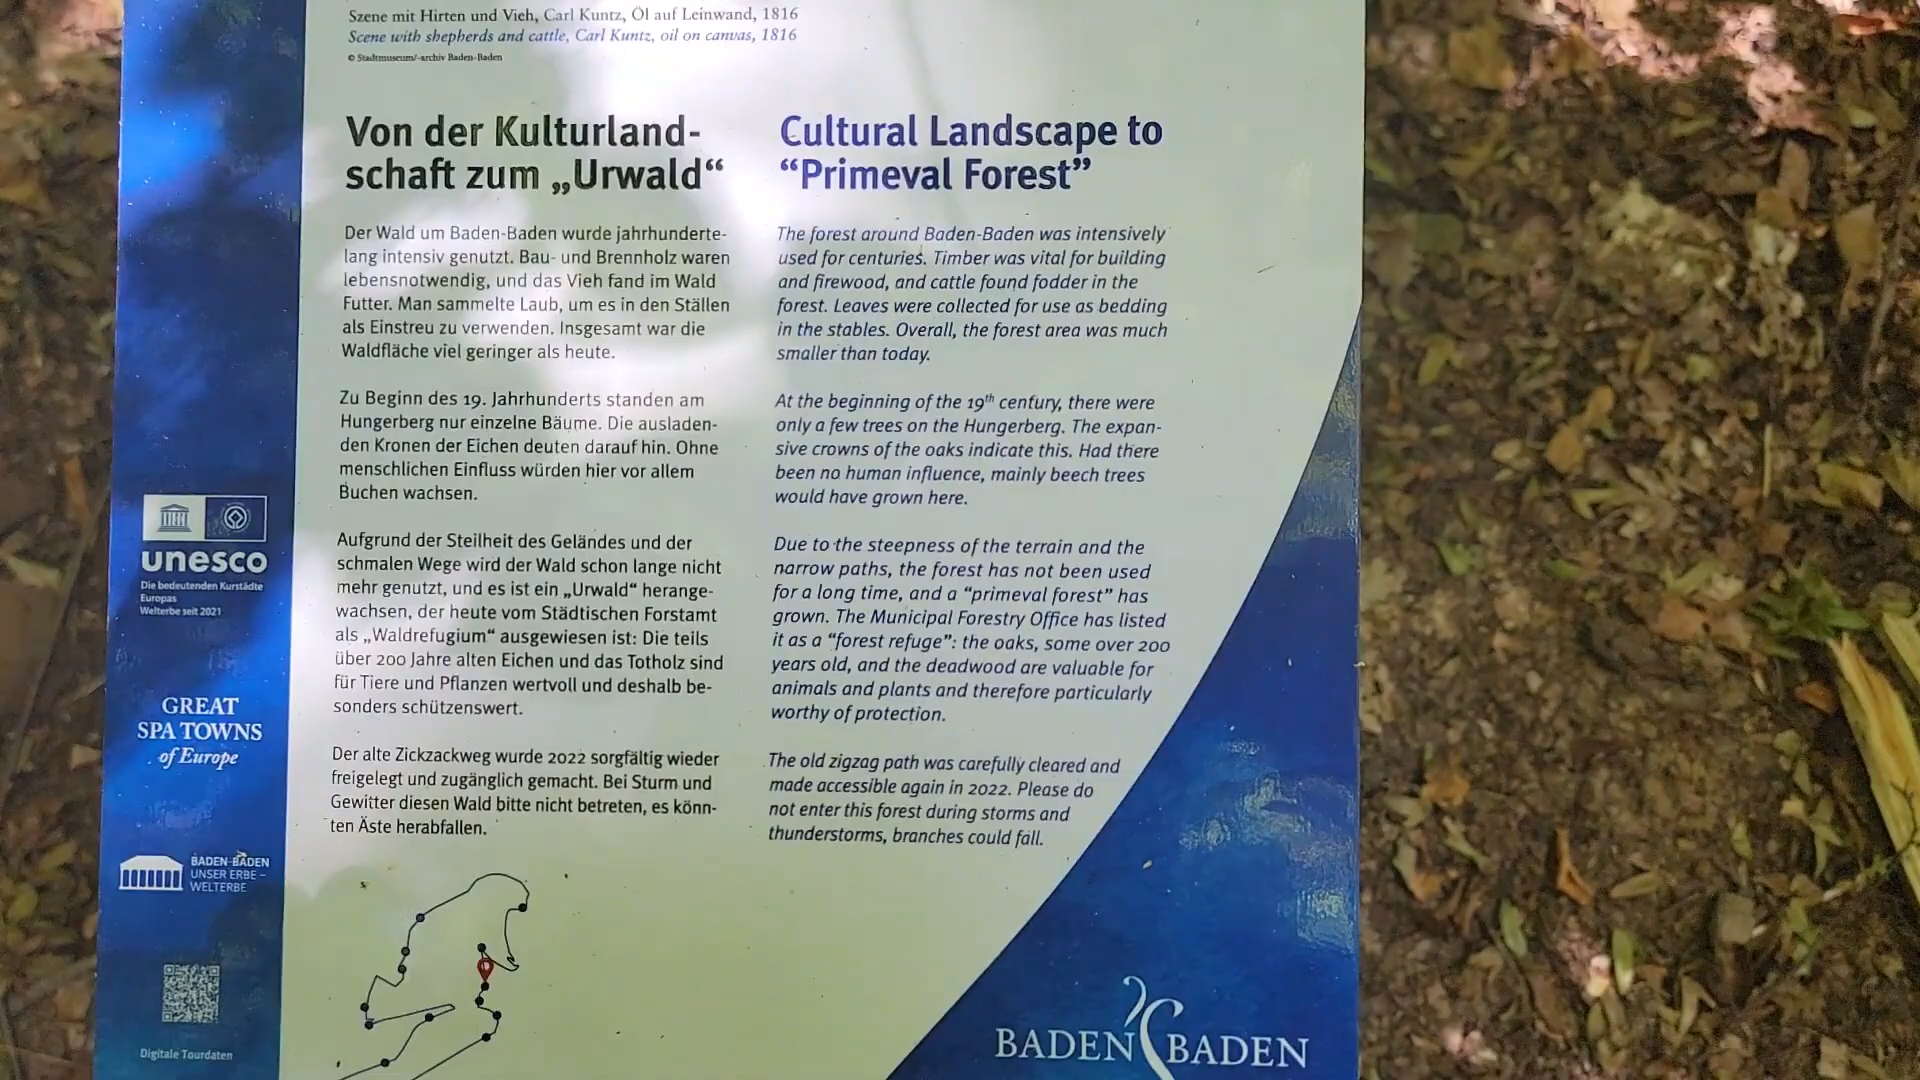 Szene mit Hirten und Vieh, Carl Kuntz, Öl auf Leinwand, 1816
Scene with shepherds and cattle, Carl Kuntz, oil on canvas, 1816
© Stadtmuseum/-archiv Baden-Baden
Von der Kulturland-
schaft zum „Urwald“
Der Wald um Baden-Baden wurde jahrhunderte-
lang intensiv genutzt. Bau- und Brennholz waren
lebensnotwendig, und das Vieh fand im Wald
Futter. Man sammelte Laub, um es in den Ställen
als Einstreu zu verwenden. Insgesamt war die
Waldfläche viel geringer als heute.
Zu Beginn des 19. Jahrhunderts standen am
Hungerberg nur einzelne Bäume. Die ausladen-
den Kronen der Eichen deuten darauf hin. Ohne
menschlichen Einfluss würden hier vor allem
Buchen wachsen.
Aufgrund der Steilheit des Geländes und der
schmalen Wege wird der Wald schon lange nicht
mehr genutzt, und es ist ein „Urwald“ herange-
wachsen, der heute vom Städtischen Forstamt
als „Waldrefugium“ ausgewiesen ist: Die teils
über 200 Jahre alten Eichen und das Totholz sind
für Tiere und Pflanzen wertvoll und deshalb be-
sonders schützenswert.
Der alte Zickzackweg wurde 2022 sorgfältig wieder
freigelegt und zugänglich gemacht. Bei Sturm und
Gewitter diesen Wald bitte nicht betreten, es könn-
ten Äste herabfallen.
Cultural Landscape to
“Primeval Forest”
The forest around Baden-Baden was intensively
used for centuries. Timber was vital for building
and firewood, and cattle found fodder in the
forest. Leaves were collected for use as bedding
in the stables. Overall, the forest area was much
smaller than today.
At the beginning of the 19th century, there were
only a few trees on the Hungerberg. The expan-
sive crowns of the oaks indicate this. Had there
been no human influence, mainly beech trees
would have grown here.
Due to the steepness of the terrain and the
narrow paths, the forest has not been used
for a long time, and a “primeval forest” has
grown. The Municipal Forestry Office has listed
it as a “forest refuge”: the oaks, some over 200
years old, and the deadwood are valuable for
animals and plants and therefore particularly
worthy of protection.
The old zigzag path was carefully cleared and
made accessible again in 2022. Please do
not enter this forest during storms and
thunderstorms, branches could fall.
unesco
Die bedeutenden Kurstädte
Europas
Welterbe seit 2021
GREAT
SPA TOWNS
of Europe
BADEN-BADEN
UNSER ERBE –
WELTERBE
Digitale Tourdaten
BADEN BADEN